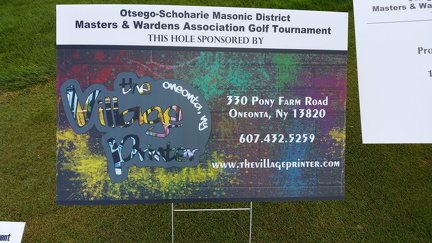 Otsego-Schoharie Masonic District
Masters & Wardens Association Golf Tournament
THIS HOLE SPONSORED BY
the
Village
Printer
oneonta, ny
330 Pony Farm Road
Oneonta, Ny 13820
607.432.5259
www.thevillageprinter.com
Masters & W
Pro